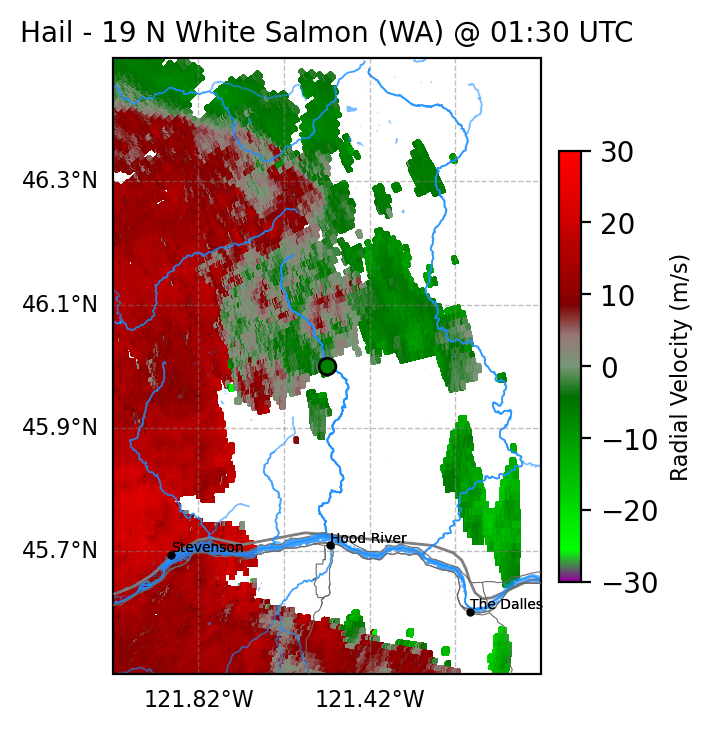 Hail - 19 N White Salmon (WA) @ 01:30 UTC
46.3°N
46.1°N
45.9°N
45.7°N
121.82°W
121.42°W
Stevenson
Hood River
The Dalles
30
20
10
0
−10
−20
−30
Radial Velocity (m/s)